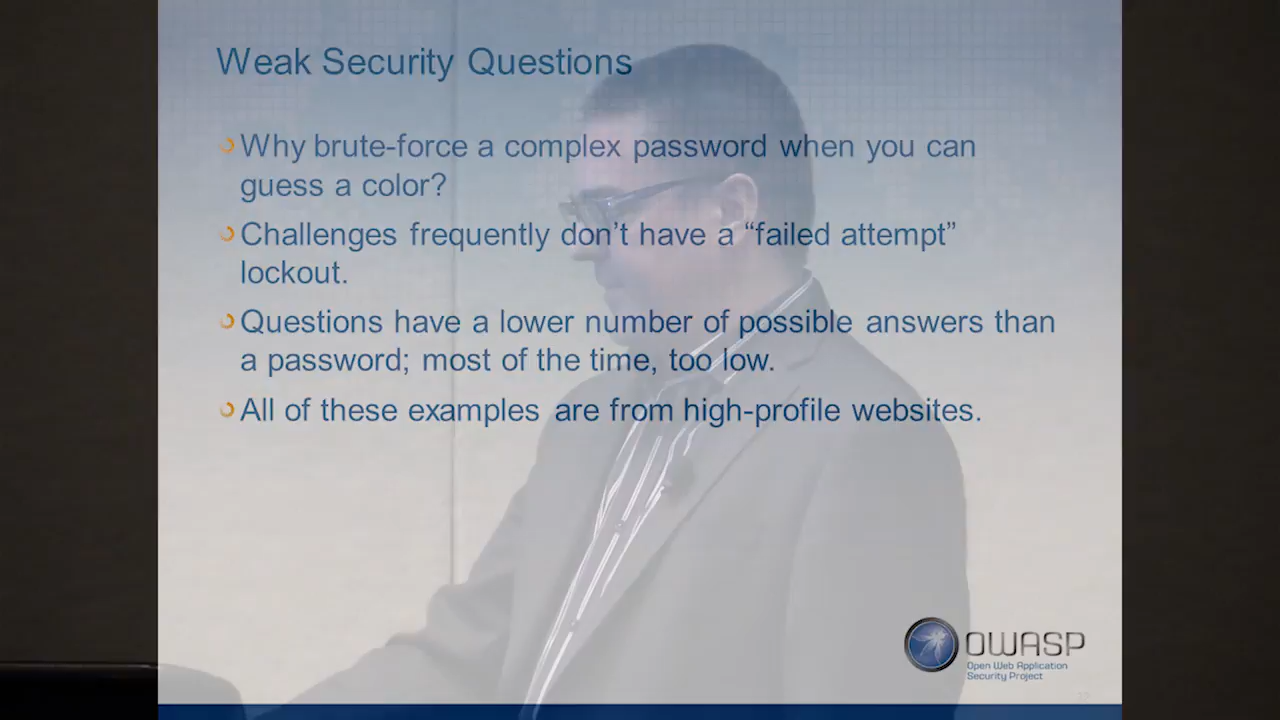 Weak Security Questions
Why brute-force a complex password when you can
guess a color?
Challenges frequently don't have a “failed attempt”
lockout.
Questions have a lower number of possible answers than
a password; most of the time, too low.
All of these examples are from high-profile websites.
OWASP
Open Web Application
Security Project